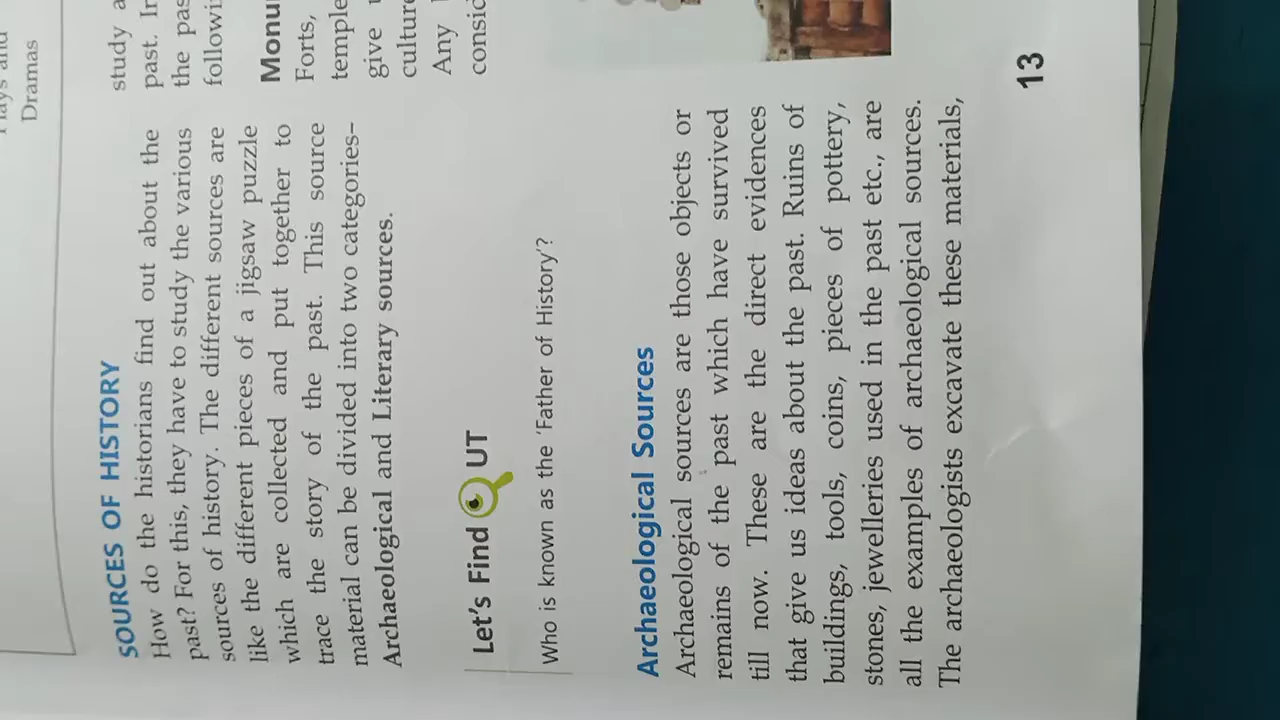 Dramas
SOURCES OF HISTORY
How do the historians find out about the
past? For this, they have to study the various
sources of history. The different sources are
like the different pieces of a jigsaw puzzle
which are collected and put together to
trace the story of the past. This source
material can be divided into two categories–
Archaeological and Literary sources.
Let's Find OUT
Who is known as the 'Father of History'?
Archaeological Sources
Archaeological sources are those objects or
remains of the past which have survived
till now. These are the direct evidences
that give us ideas about the past. Ruins of
buildings, tools, coins, pieces of pottery,
stones, jewelleries used in the past etc., are
all the examples of archaeological sources.
The archaeologists excavate these materials,
study
past.
the
Forts,
give
Any
13